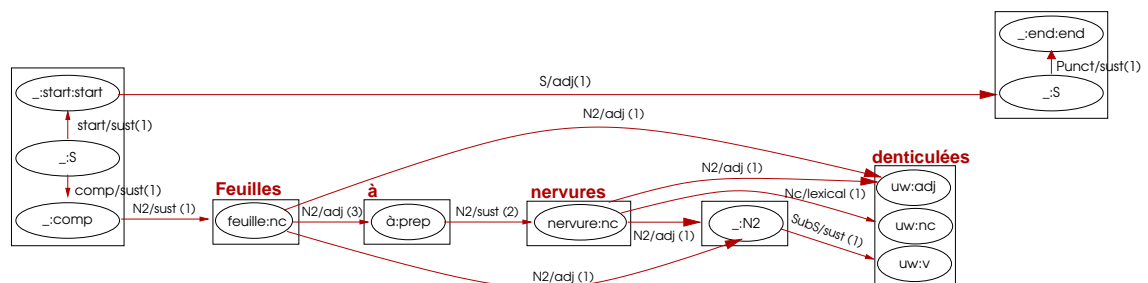 _:end:end
Punct/sust(1)
_:S
_:start:start
S/adj(1)
start/sust(1)
N2/adj (1)
_:S
comp/sust(1)
_:comp
N2/sust (1)
Feuilles
feuille:nc
N2/adj (3)
à
à:prep
N2/sust (2)
nervures
nervure:nc
N2/adj (1)
Nc/lexical (1)
N2/adj (1)
_:N2
SubS/sust (1)
denticulées
uw:adj
uw:nc
uw:v
N2/adj (1)